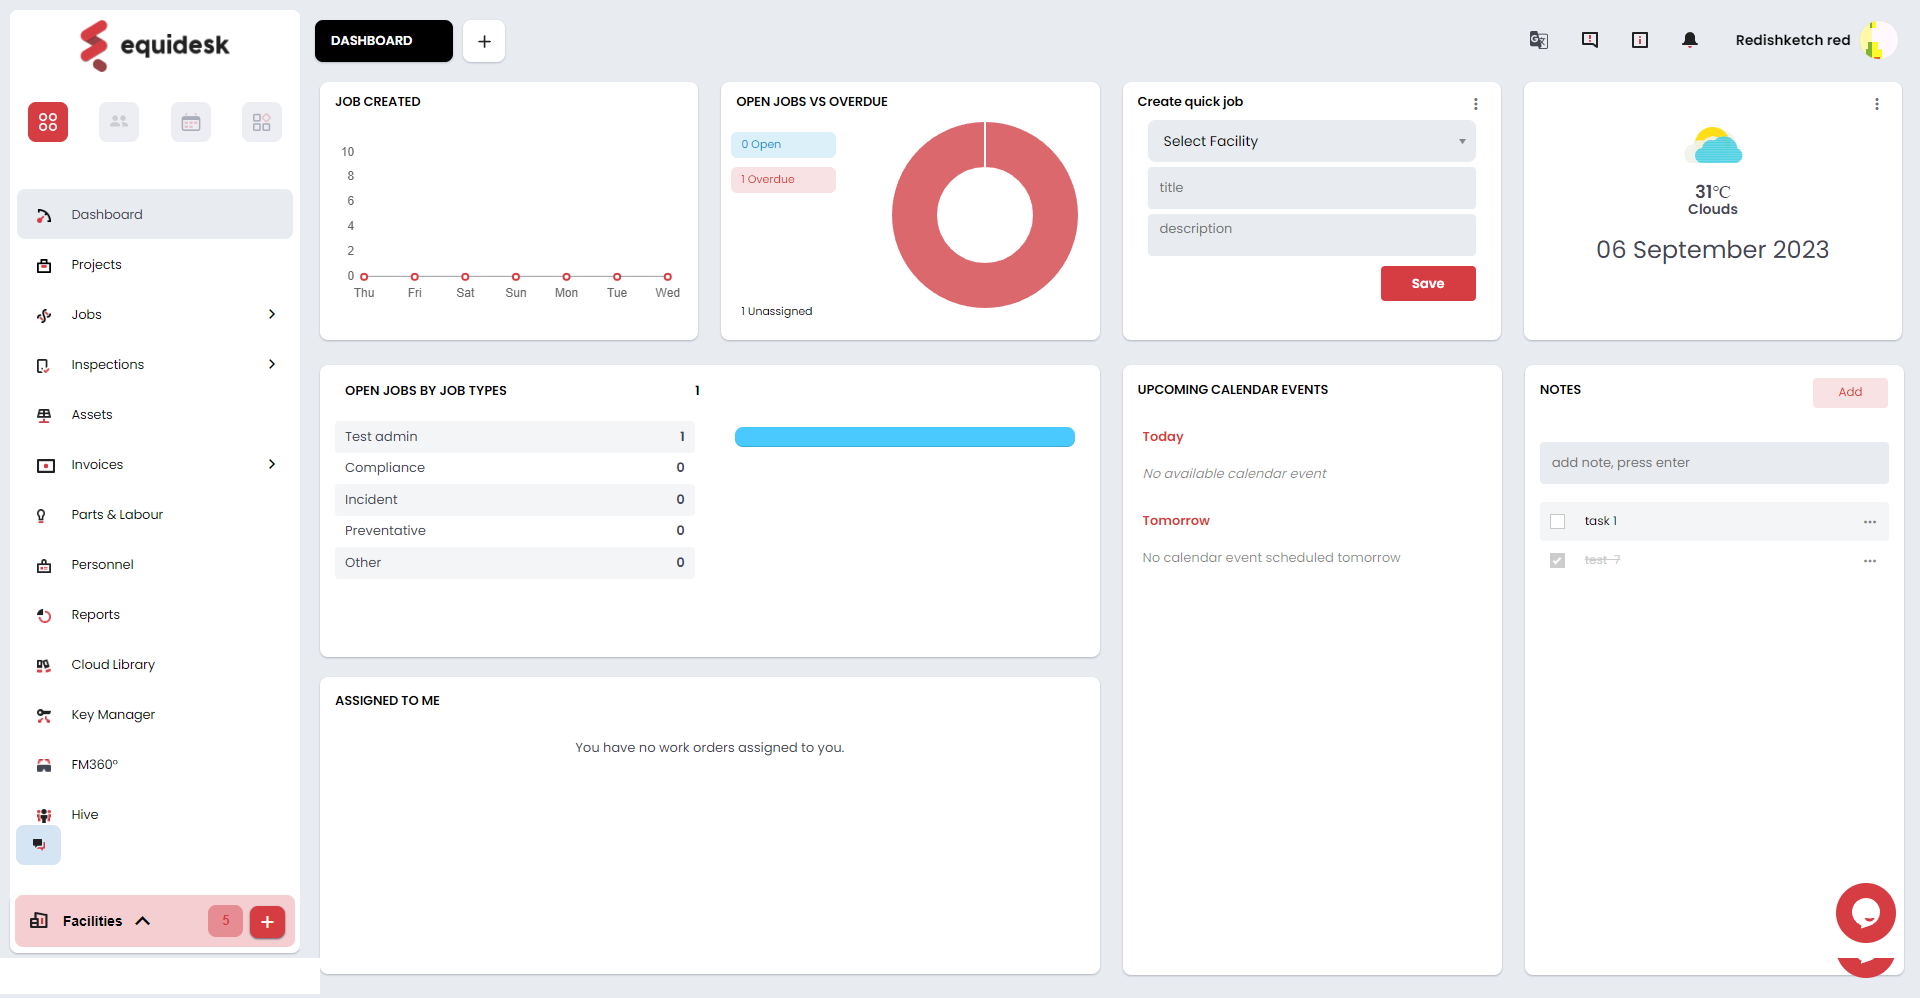 equidesk
DASHBOARD
Redishketch red
Dashboard
Projects
Jobs
Inspections
Assets
Invoices
Parts & Labour
Personnel
Reports
Cloud Library
Key Manager
FM360°
Hive
Facilities
5
JOB CREATED
10
8
6
4
2
0
Thu Fri Sat Sun Mon Tue Wed
OPEN JOBS VS OVERDUE
0 Open
1 Overdue
1 Unassigned
Create quick job
Select Facility
title
description
Save
31°C
Clouds
06 September 2023
OPEN JOBS BY JOB TYPES 1
Test admin 1
Compliance 0
Incident 0
Preventative 0
Other 0
ASSIGNED TO ME
You have no work orders assigned to you.
UPCOMING CALENDAR EVENTS
Today
No available calendar event
Tomorrow
No calendar event scheduled tomorrow
NOTES
Add
add note, press enter
task 1
test 7